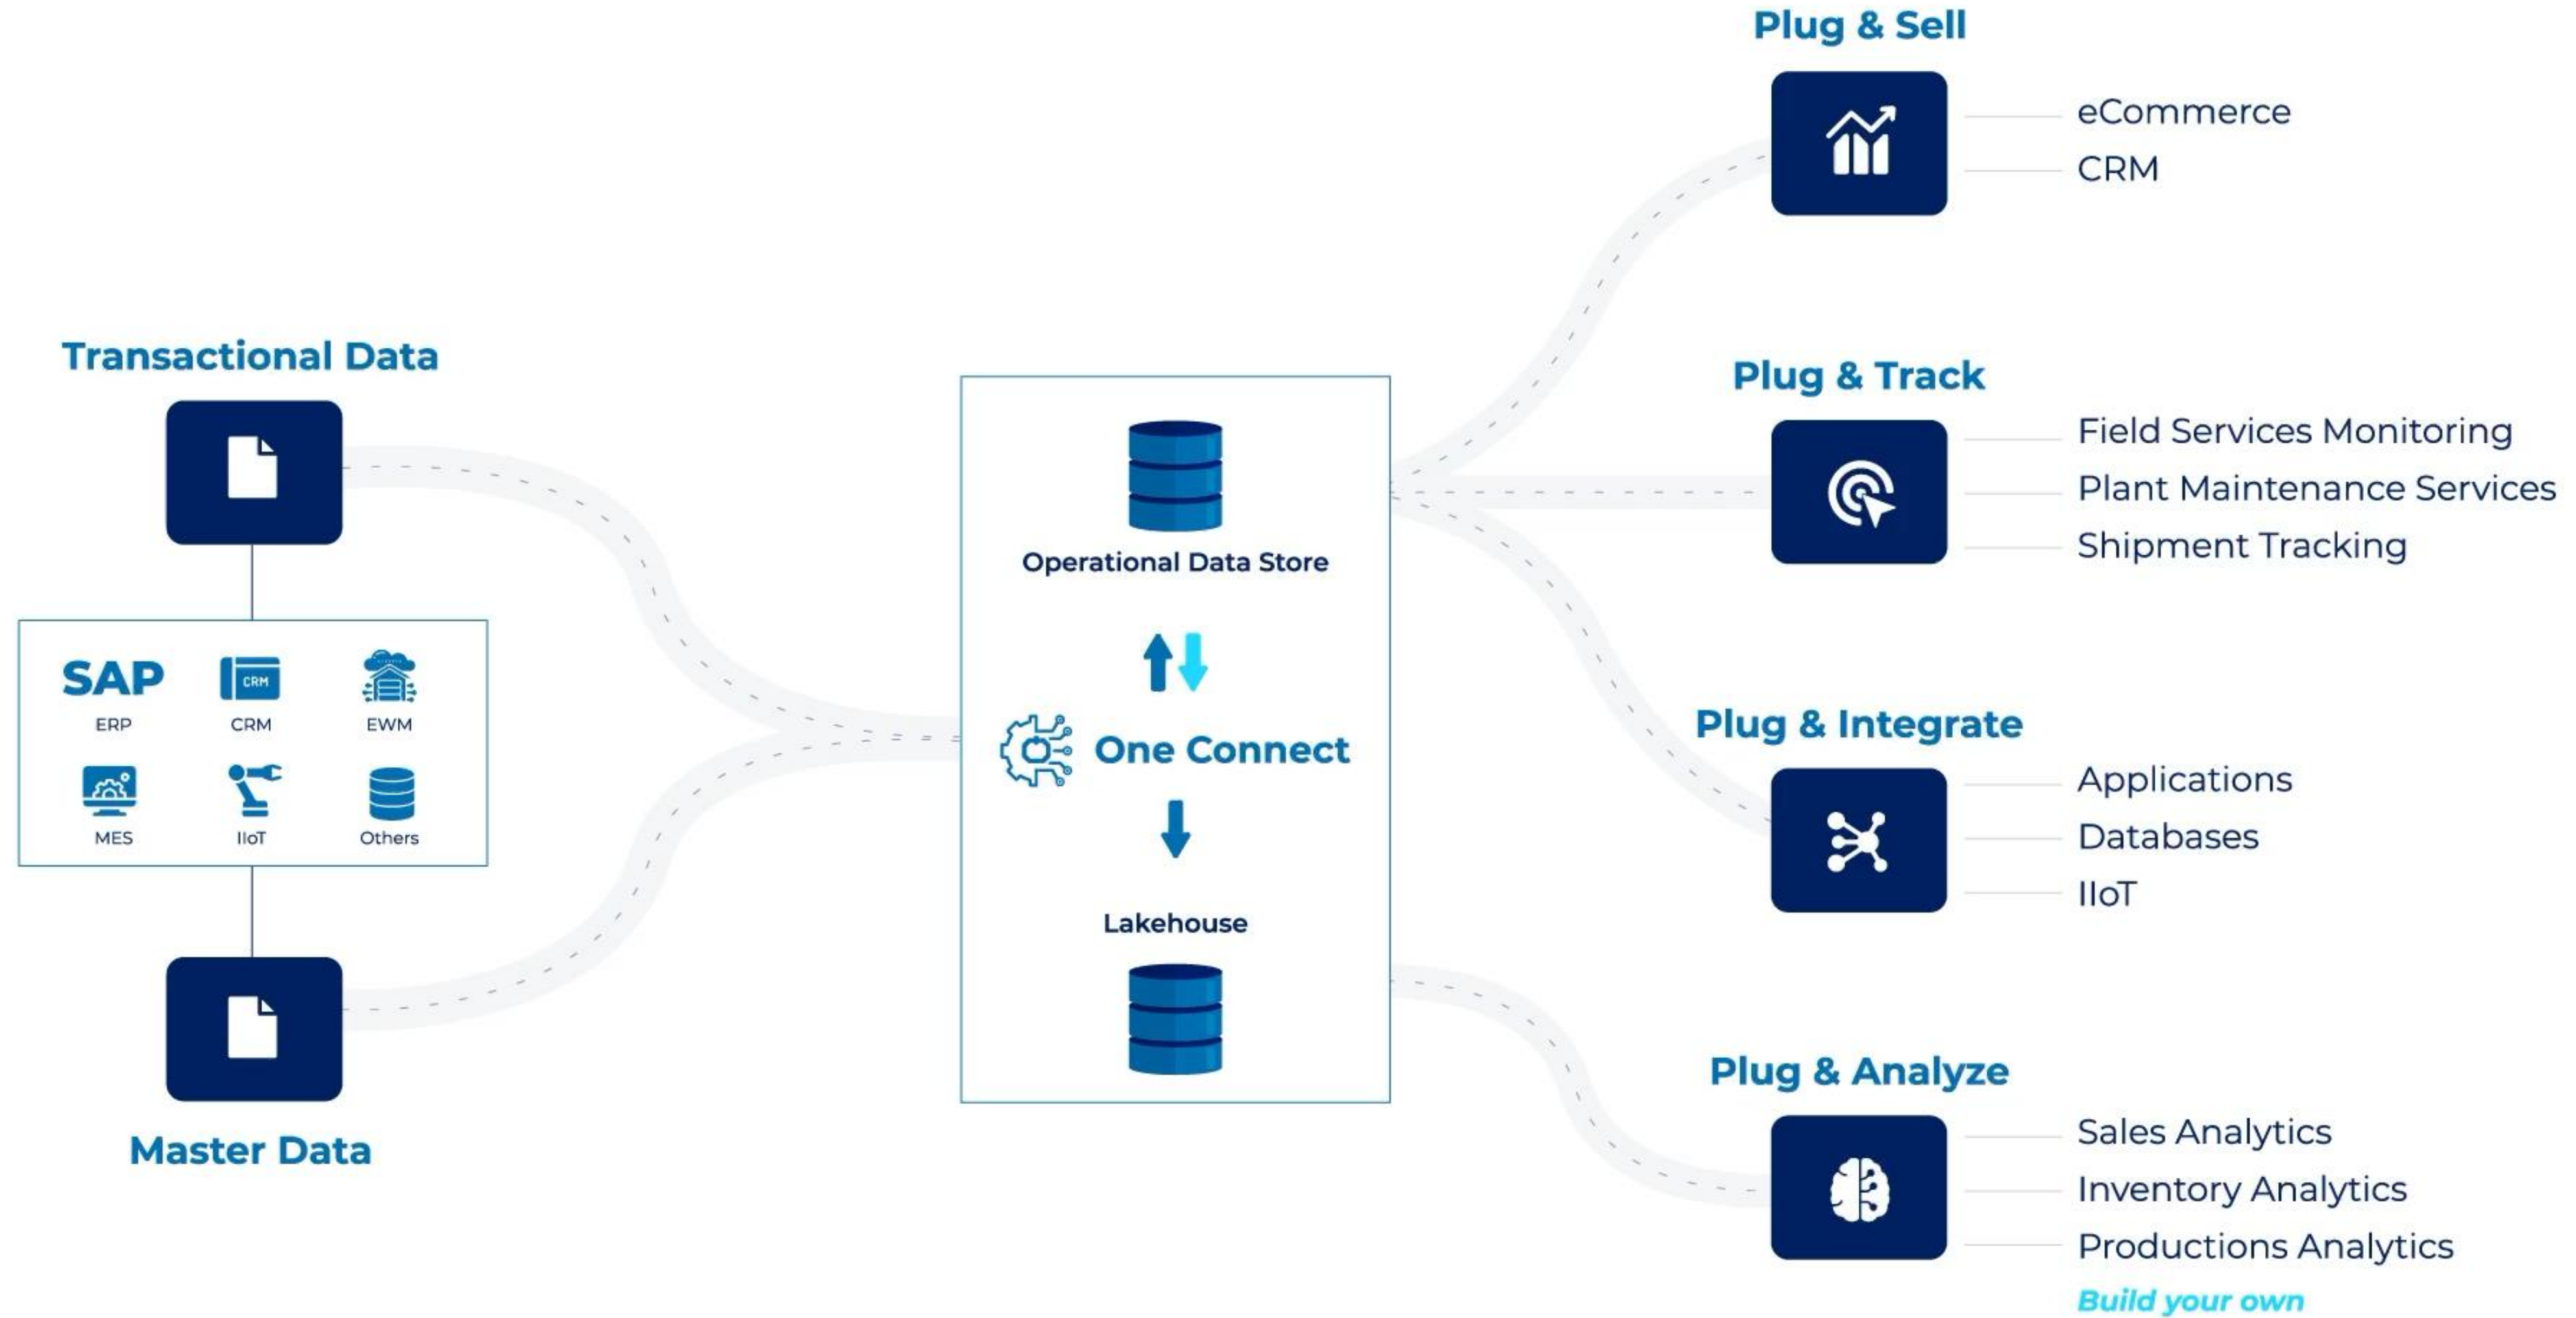 Transactional Data
SAP
ERP
CRM
CRM
EWM
MES
IIoT
Others
Master Data
Operational Data Store
One Connect
Lakehouse
Plug & Sell
eCommerce
CRM
Plug & Track
Field Services Monitoring
Plant Maintenance Services
Shipment Tracking
Plug & Integrate
Applications
Databases
IIoT
Plug & Analyze
Sales Analytics
Inventory Analytics
Productions Analytics
Build your own